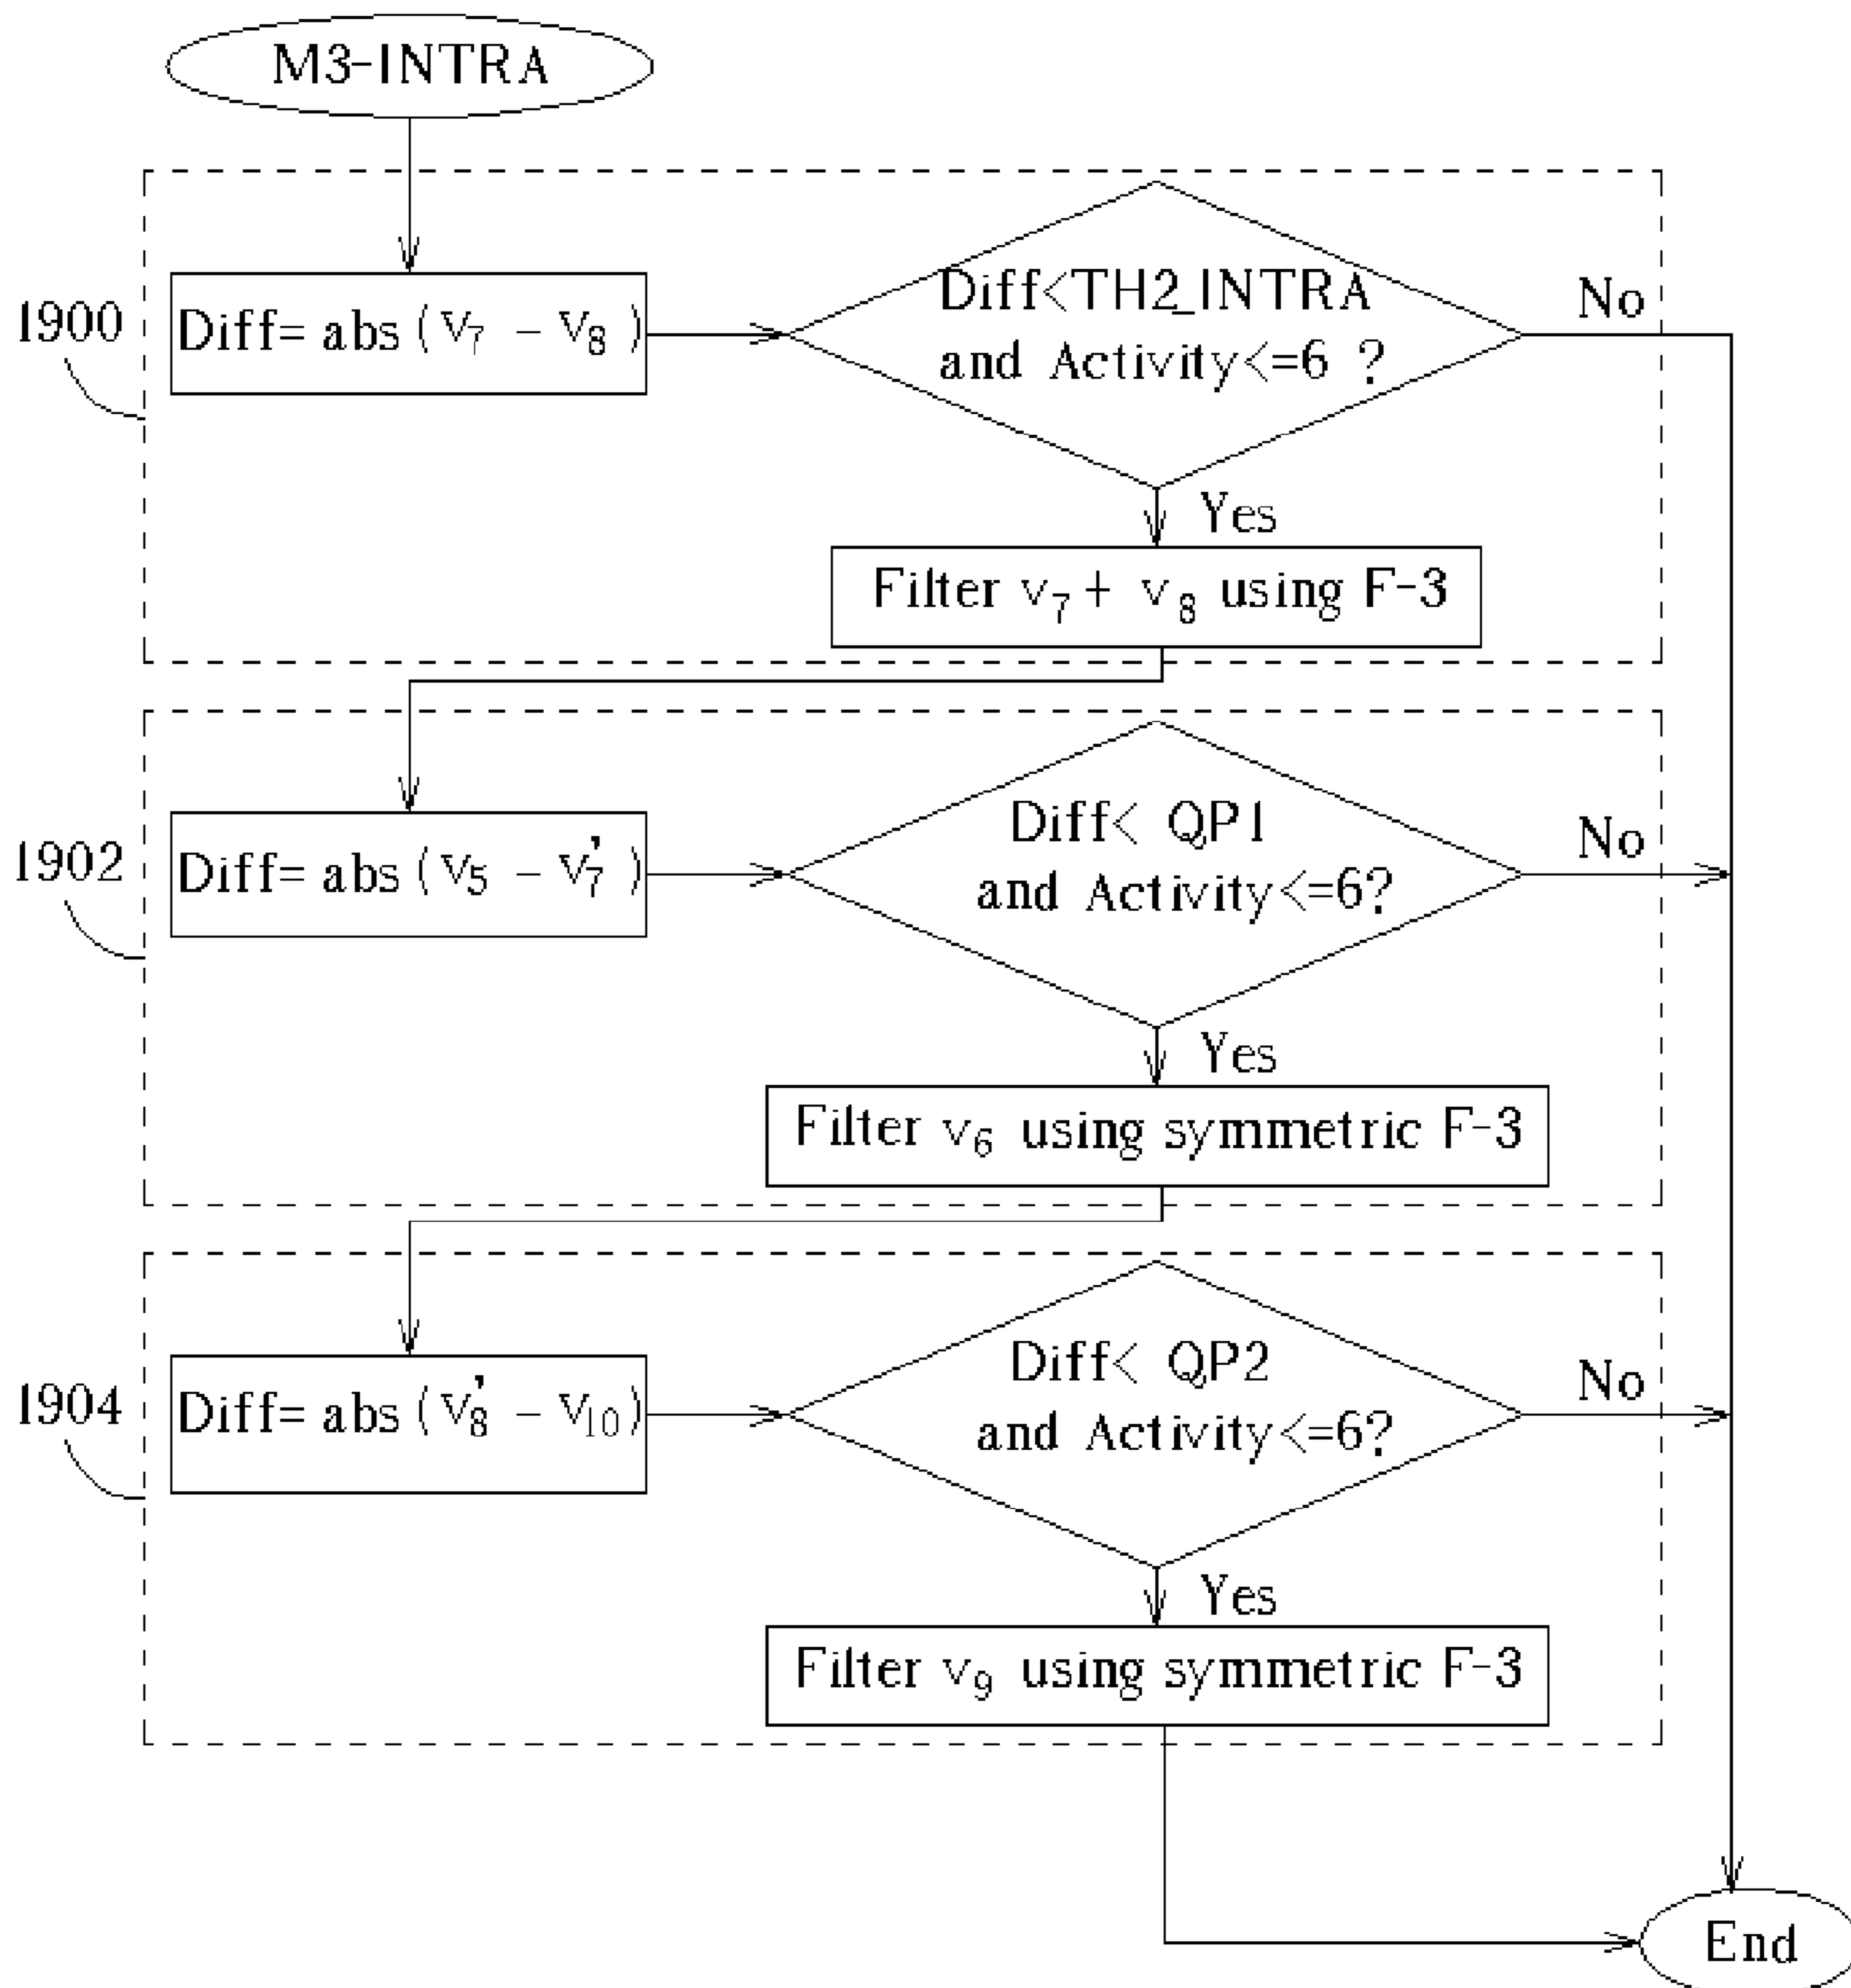 M3-INTRA
1900
Diff= abs (v₇ - v₈)
Diff<TH2_INTRA
and Activity<=6 ?
No
Yes
Filter v₇ + v₈ using F-3
1902
Diff= abs (v₅ - v₇')
Diff< QP1
and Activity<=6?
No
Yes
Filter v₆ using symmetric F-3
1904
Diff= abs (v₈' - v₁₀)
Diff< QP2
and Activity<=6?
No
Yes
Filter v₉ using symmetric F-3
End